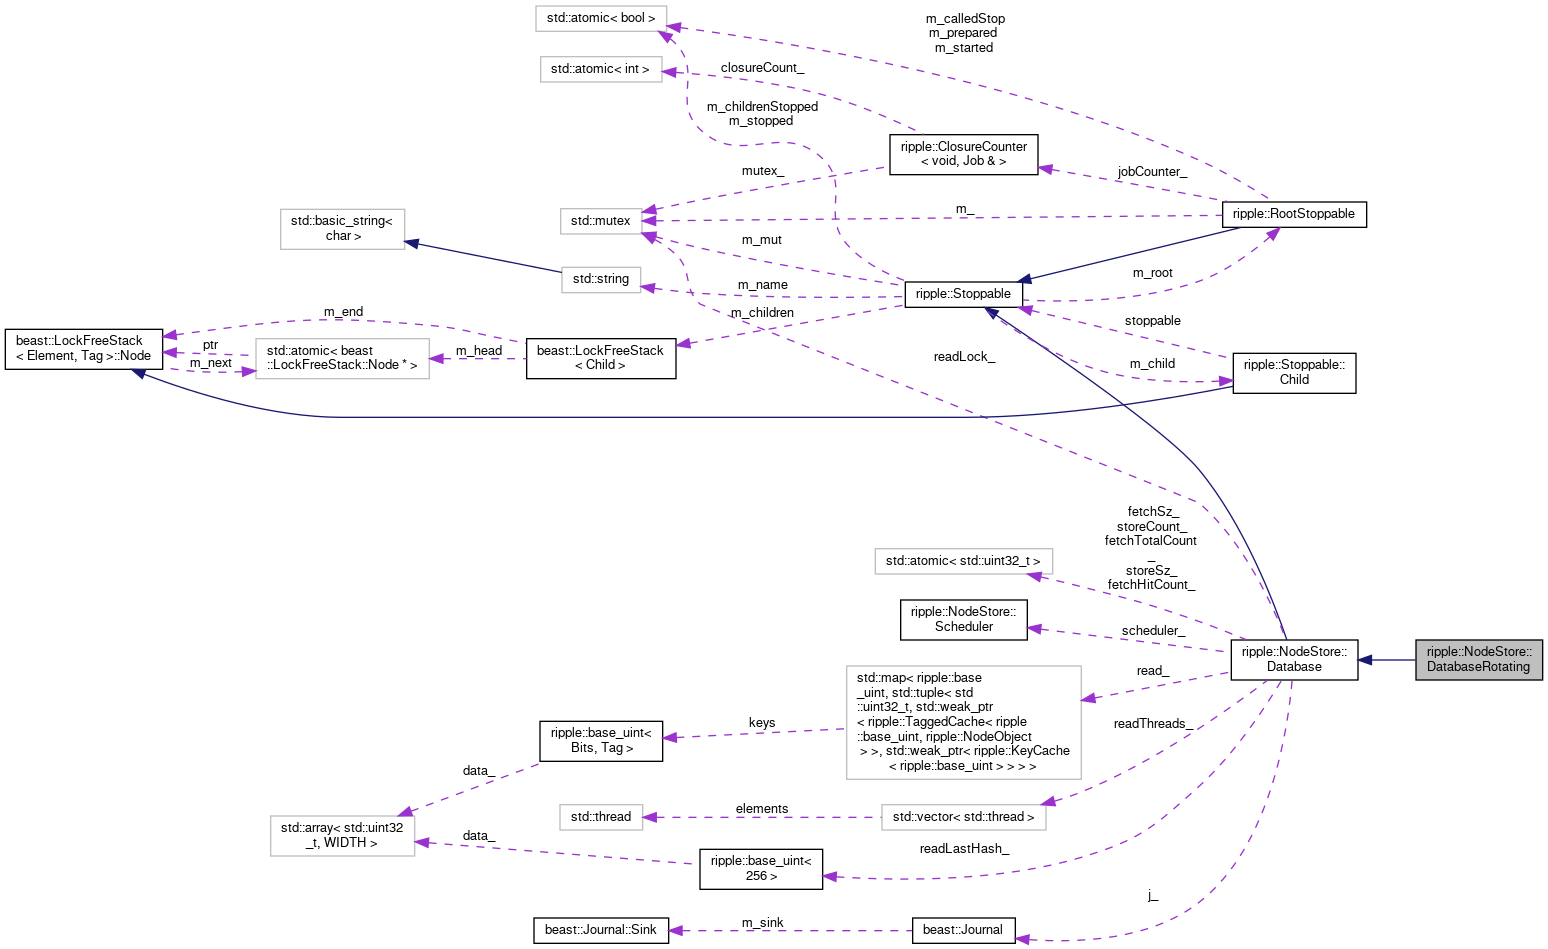 std::atomic< bool >
m_calledStop
m_prepared
m_started
std::atomic< int >
closureCount_
m_childrenStopped
m_stopped
ripple::ClosureCounter
< void, Job & >
mutex_
jobCounter_
std::basic_string<
char >
std::mutex
m_
ripple::RootStoppable
m_mut
std::string
m_name
ripple::Stoppable
m_root
m_end
m_children
stoppable
beast::LockFreeStack
< Element, Tag >::Node
ptr
m_next
std::atomic< beast
::LockFreeStack::Node * >
m_head
beast::LockFreeStack
< Child >
readLock_
m_child
ripple::Stoppable::
Child
fetchSz_
storeCount_
fetchTotalCount
_
storeSz_
fetchHitCount_
std::atomic< std::uint32_t >
ripple::NodeStore::
Scheduler
scheduler_
ripple::NodeStore::
Database
ripple::NodeStore::
DatabaseRotating
read_
std::map< ripple::base
_uint, std::tuple< std
::uint32_t, std::weak_ptr
< ripple::TaggedCache< ripple
::base_uint, ripple::NodeObject
> >, std::weak_ptr< ripple::KeyCache
< ripple::base_uint > > > >
keys
ripple::base_uint<
Bits, Tag >
readThreads_
data_
std::thread
elements
std::vector< std::thread >
std::array< std::uint32
_t, WIDTH >
data_
ripple::base_uint<
256 >
readLastHash_
j_
beast::Journal::Sink
m_sink
beast::Journal